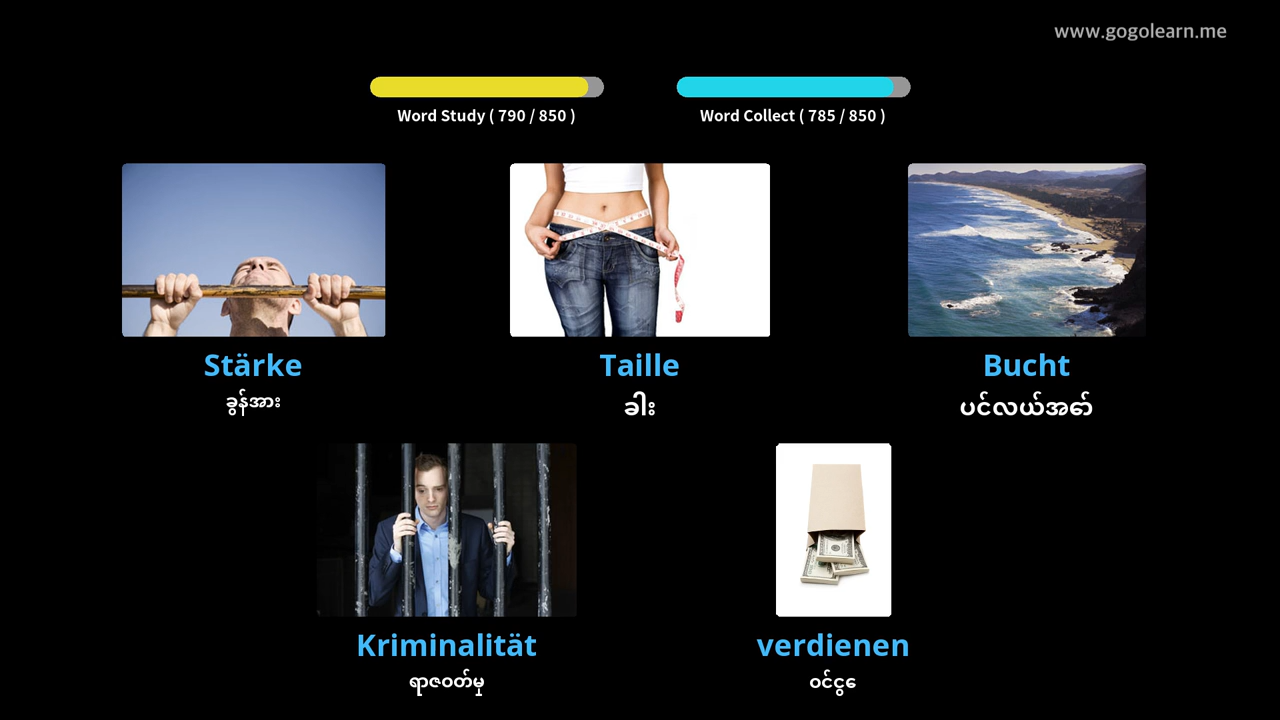 www.gogolearn.me
Word Study ( 790 / 850 )
Word Collect ( 785 / 850 )
Stärke
ခွန်အား
Taille
ခါး
Bucht
ပင်လယ်အော်
Kriminalität
ရာဇဝတ်မှု
verdienen
ဝင်ငွေ